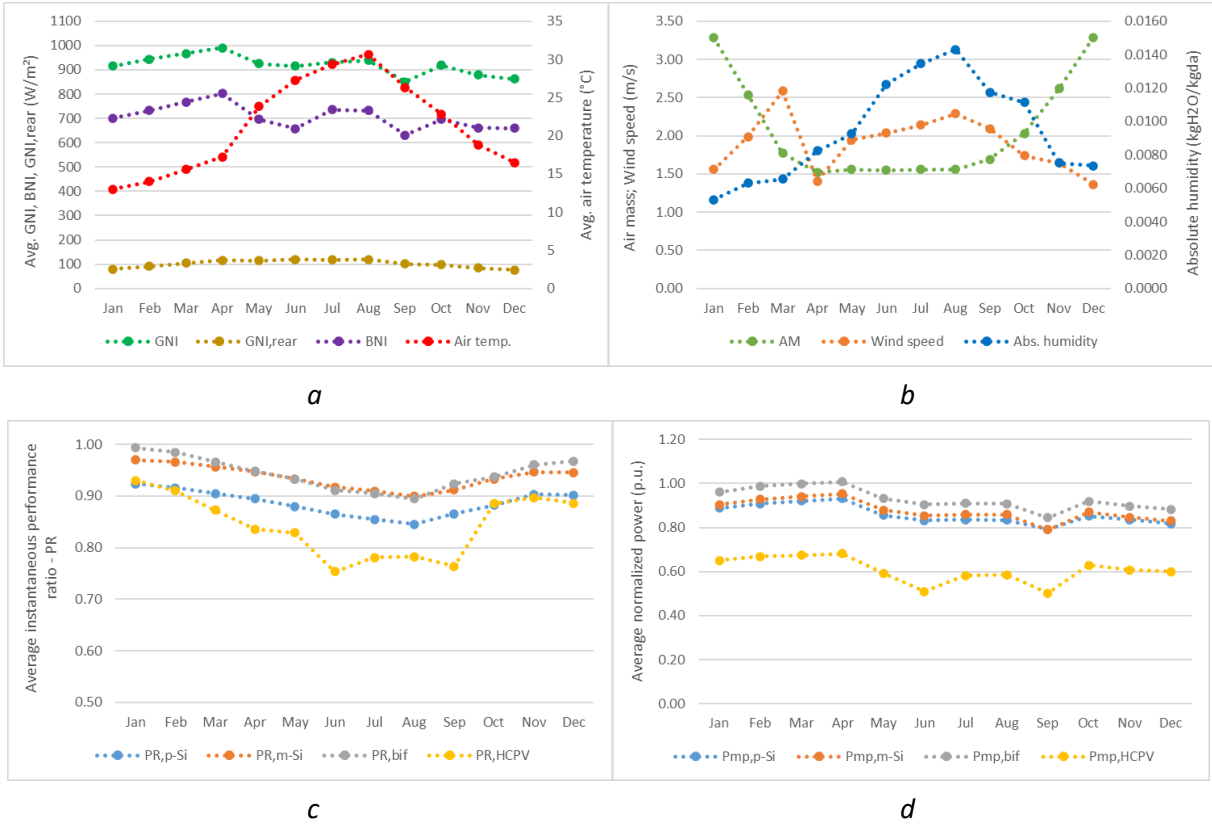 Avg. GNI, BNI, GNI,rear (W/m²)
1100
1000
900
800
700
600
500
400
300
200
100
0
35
30
25
20
15
10
5
0
Avg. air temperature (°C)
Jan Feb Mar Apr May Jun Jul Aug Sep Oct Nov Dec
GNI GNI,rear BNI Air temp.
a
Air mass; Wind speed (m/s)
3.50
3.00
2.50
2.00
1.50
1.00
0.50
0.00
0.0160
0.0140
0.0120
0.0100
0.0080
0.0060
0.0040
0.0020
0.0000
Absolute humidity (kgH2O/kgda)
Jan Feb Mar Apr May Jun Jul Aug Sep Oct Nov Dec
AM Wind speed Abs. humidity
b
Average instantaneous performance
ratio - PR
1.00
0.90
0.80
0.70
0.60
0.50
Jan Feb Mar Apr May Jun Jul Aug Sep Oct Nov Dec
PR,p-Si PR,m-Si PR,bif PR,HCPV
c
Average normalized power (p.u.)
1.20
1.00
0.80
0.60
0.40
0.20
0.00
Jan Feb Mar Apr May Jun Jul Aug Sep Oct Nov Dec
Pmp,p-Si Pmp,m-Si Pmp,bif Pmp,HCPV
d